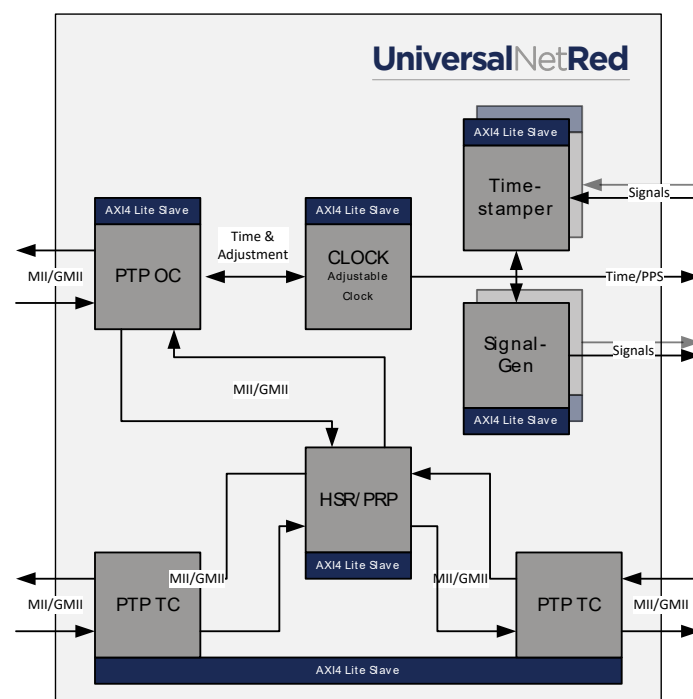 UniversalNetRed
AXI4 Lite Slave
Time-
stamper
Signals
AXI4 Lite Slave
PTP OC
MII/GMII
Time &
Adjustment
AXI4 Lite Slave
CLOCK
Adjustable
Clock
Time/PPS
Signal-
Gen
AXI4 Lite Slave
Signals
MII/GMII
HSR/PRP
AXI4 Lite Slave
MII/GMII
MII/GMII
MII/GMII
PTP TC
PTP TC
MII/GMII
AXI4 Lite Slave